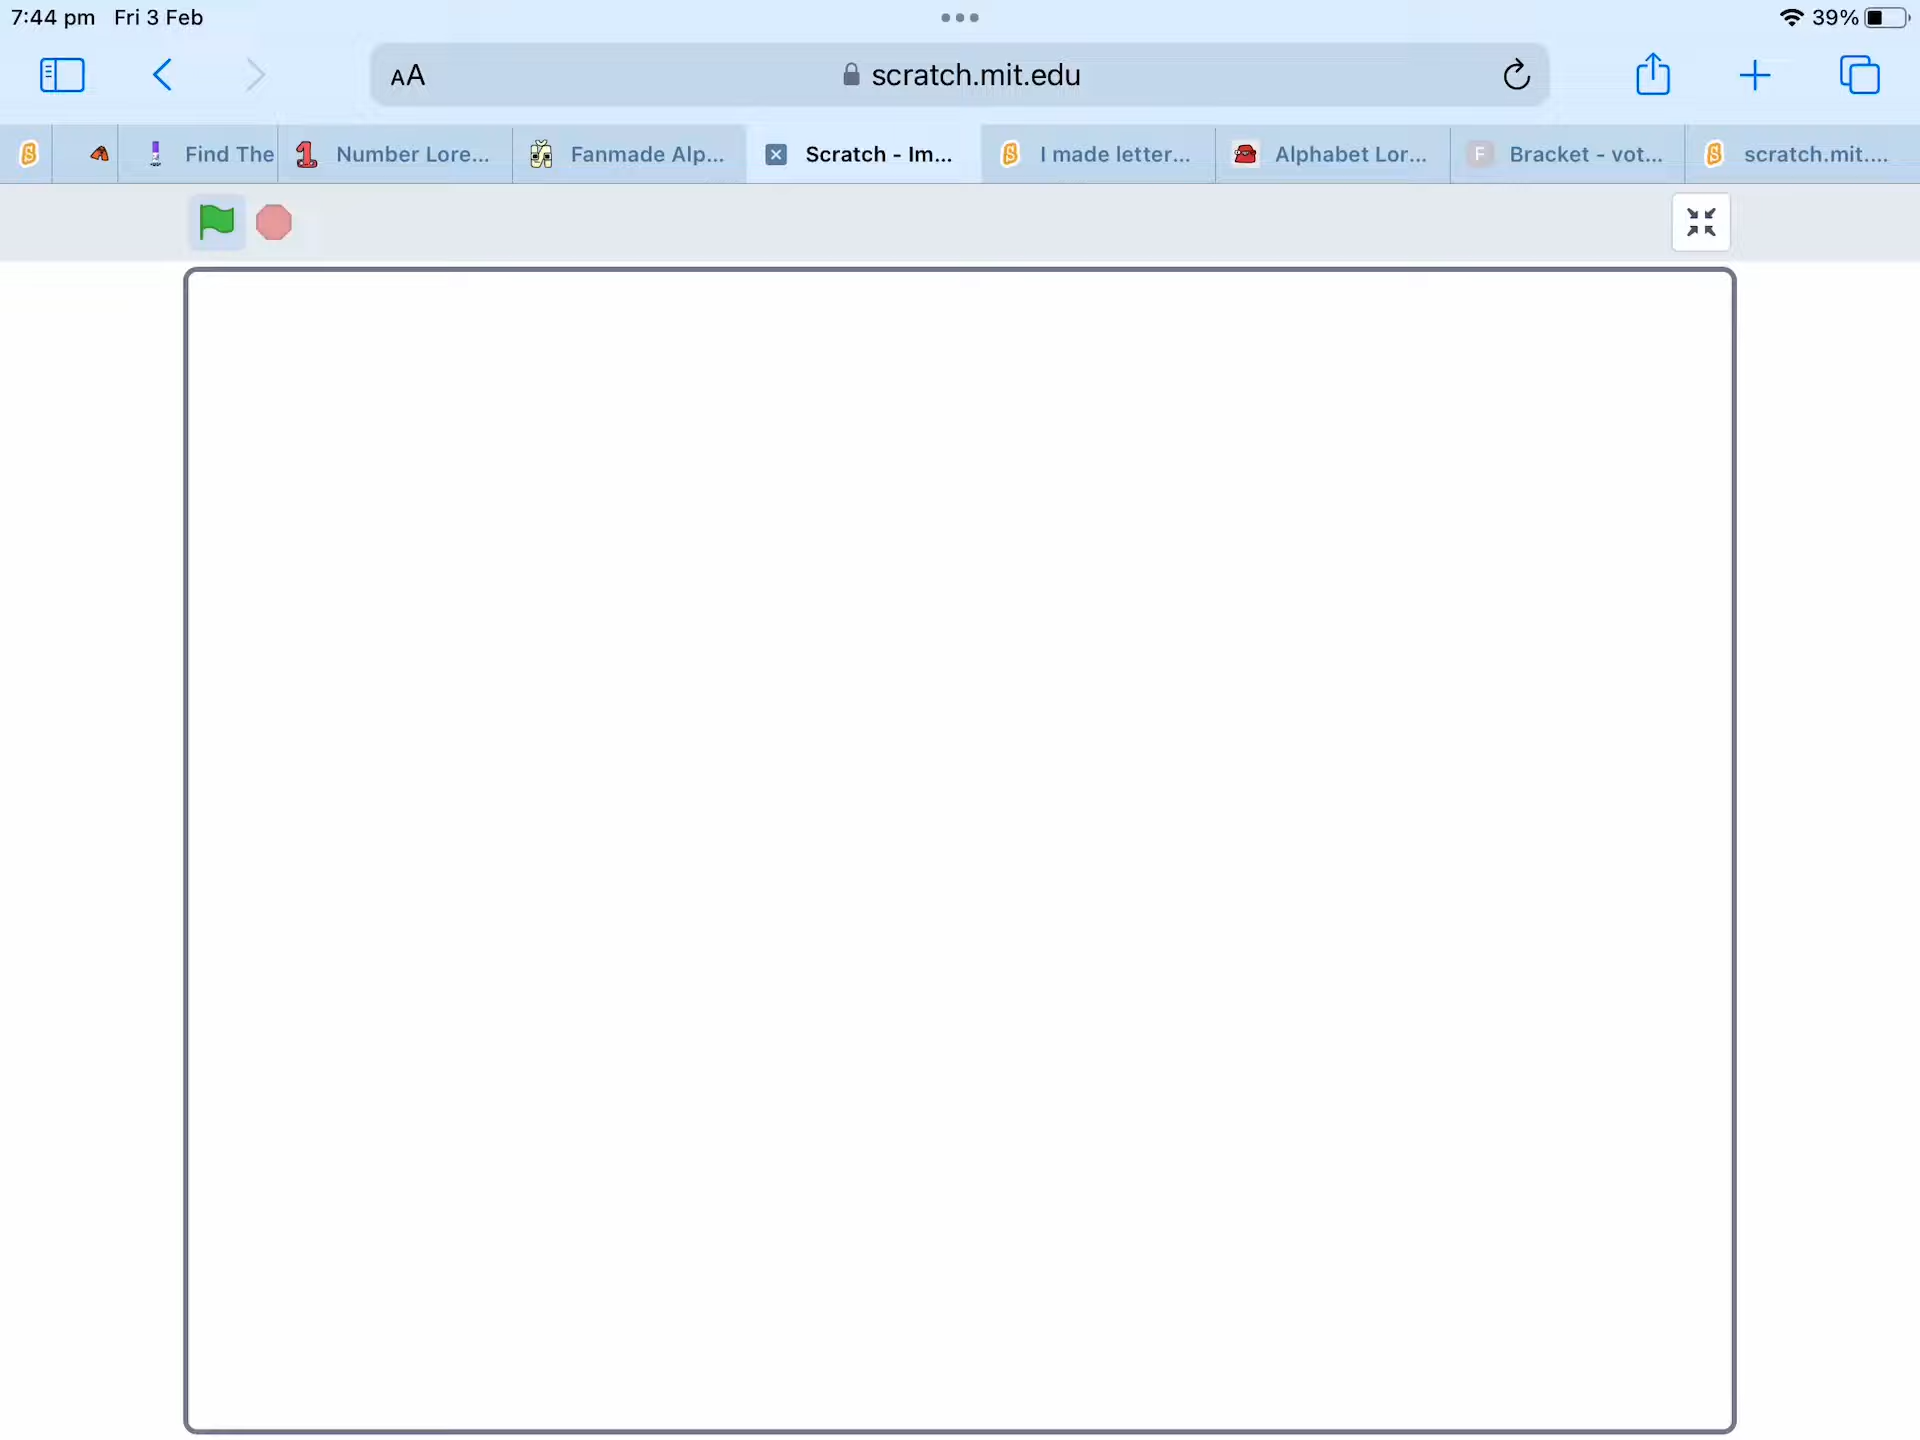 7:44 pm Fri 3 Feb
39%
AA
scratch.mit.edu
Find The
Number Lore...
Fanmade Alp...
Scratch - Im...
I made letter...
Alphabet Lor...
F
Bracket - vot...
scratch.mit....